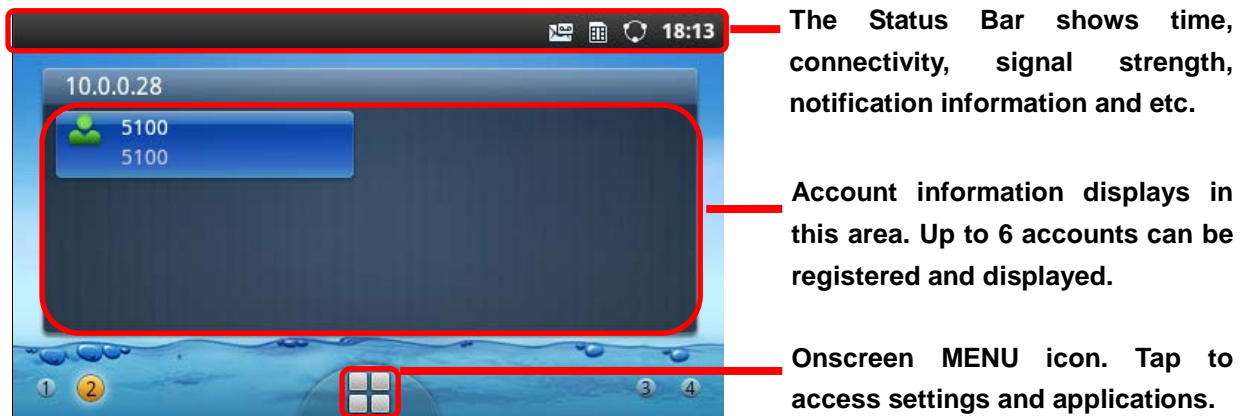 18:13
10.0.0.28
5100
5100
1
2
3
4
The Status Bar shows time,
connectivity, signal strength,
notification information and etc.
Account information displays in
this area. Up to 6 accounts can be
registered and displayed.
Onscreen MENU icon. Tap to
access settings and applications.